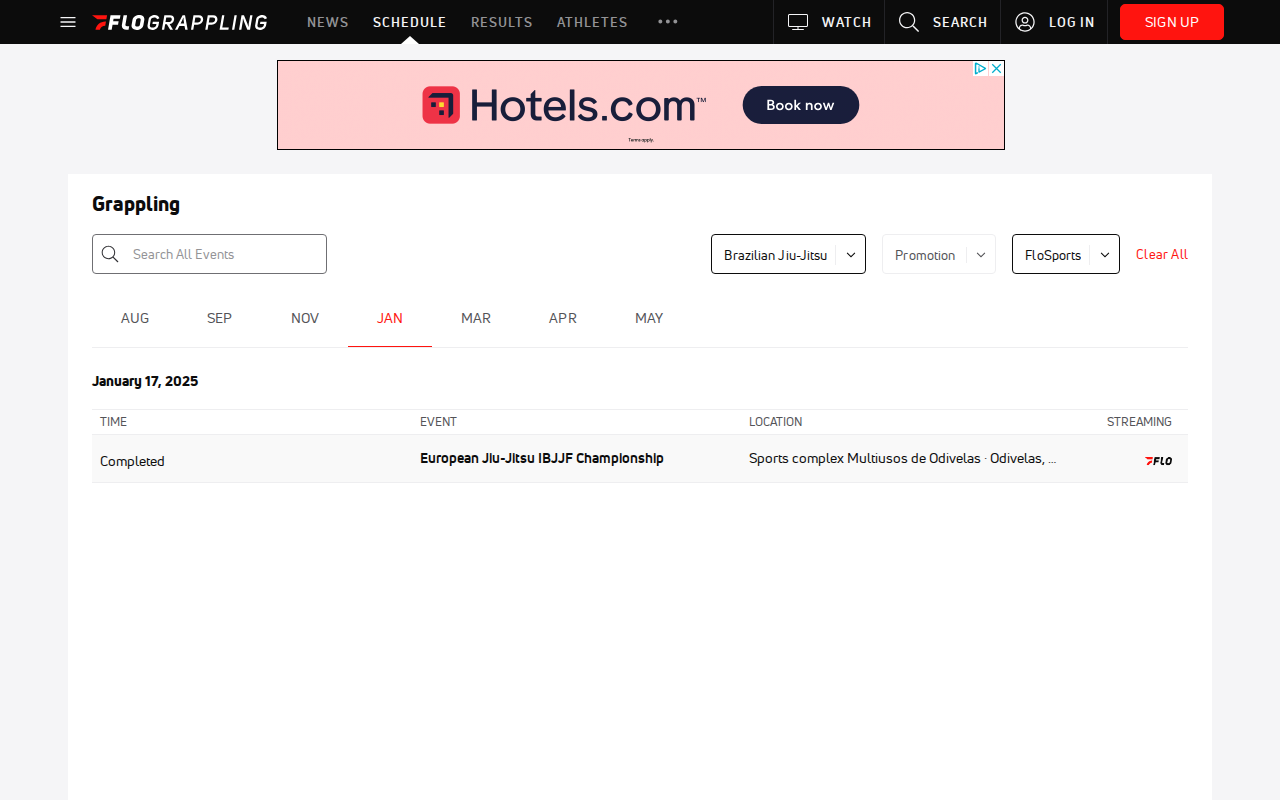 FLOGRAPPLING NEWS SCHEDULE RESULTS ATHLETES ••• WATCH SEARCH LOG IN SIGN UP
Hotels.com™ Book now
Terms apply.
Grappling
Search All Events Brazilian Jiu-Jitsu Promotion FloSports Clear All
AUG SEP NOV JAN MAR APR MAY
January 17, 2025
TIME EVENT LOCATION STREAMING
Completed European Jiu-Jitsu IBJJF Championship Sports complex Multiusos de Odivelas · Odivelas, ... FLO